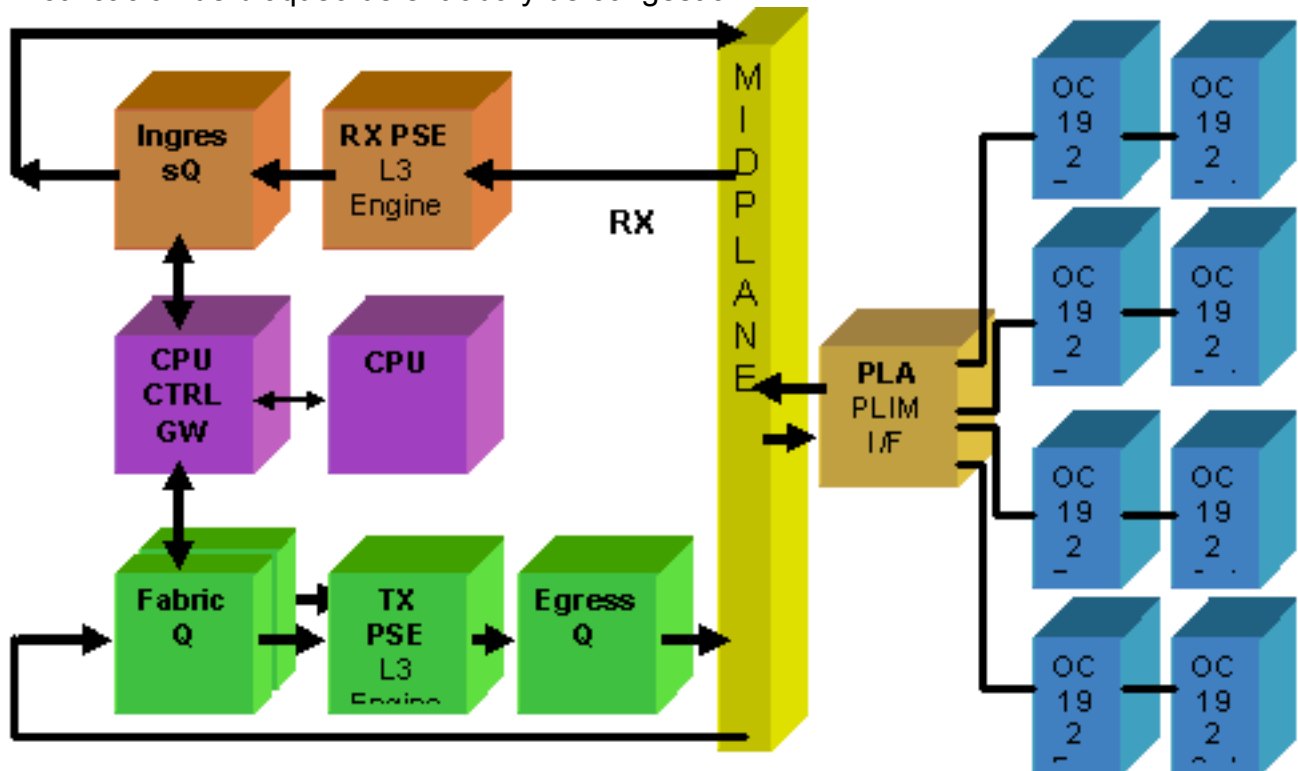 Ingres
sQ
RX PSE
L3
Engine
RX
CPU
CTRL
GW
CPU
Fabric
Q
TX
PSE
L3
Egress
Q
M
I
D
P
L
A
N
E
PLA
PLIM
I/F
OC
19
2
OC
19
2
OC
19
2
OC
19
2
OC
19
2
OC
19
2
OC
19
2
OC
19
2